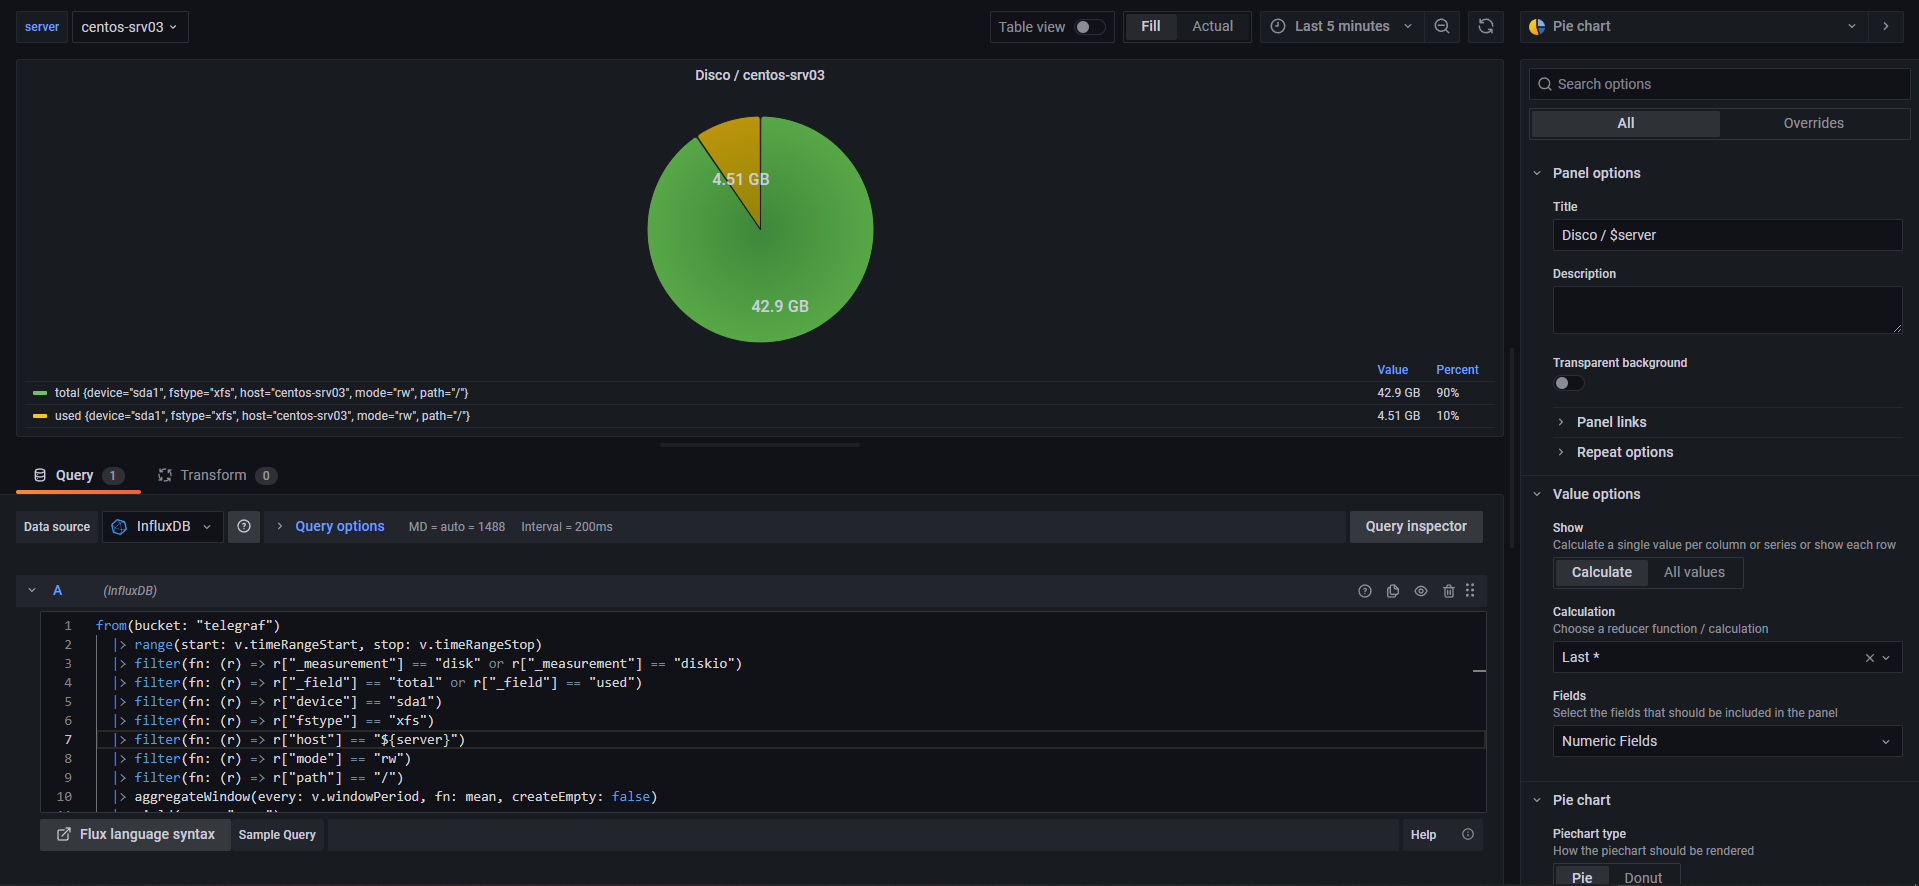 server centos-srv03
Table view Fill Actual Last 5 minutes
Pie chart
Disco / centos-srv03
4.51 GB
42.9 GB
Value Percent
total {device="sda1", fstype="xfs", host="centos-srv03", mode="rw", path="/"} 42.9 GB 90%
used {device="sda1", fstype="xfs", host="centos-srv03", mode="rw", path="/"} 4.51 GB 10%
Query 1 Transform 0
Data source InfluxDB Query options MD = auto = 1488 Interval = 200ms Query inspector
A (InfluxDB)
1 from(bucket: "telegraf")
2 |> range(start: v.timeRangeStart, stop: v.timeRangeStop)
3 |> filter(fn: (r) => r["_measurement"] == "disk" or r["_measurement"] == "diskio")
4 |> filter(fn: (r) => r["_field"] == "total" or r["_field"] == "used")
5 |> filter(fn: (r) => r["device"] == "sda1")
6 |> filter(fn: (r) => r["fstype"] == "xfs")
7 |> filter(fn: (r) => r["host"] == "${server}")
8 |> filter(fn: (r) => r["mode"] == "rw")
9 |> filter(fn: (r) => r["path"] == "/")
10 |> aggregateWindow(every: v.windowPeriod, fn: mean, createEmpty: false)
Flux language syntax Sample Query Help
Search options
All Overrides
Panel options
Title
Disco / $server
Description
Transparent background
Panel links
Repeat options
Value options
Show
Calculate a single value per column or series or show each row
Calculate All values
Calculation
Choose a reducer function / calculation
Last *
Fields
Select the fields that should be included in the panel
Numeric Fields
Pie chart
Piechart type
How the piechart should be rendered
Pie Donut